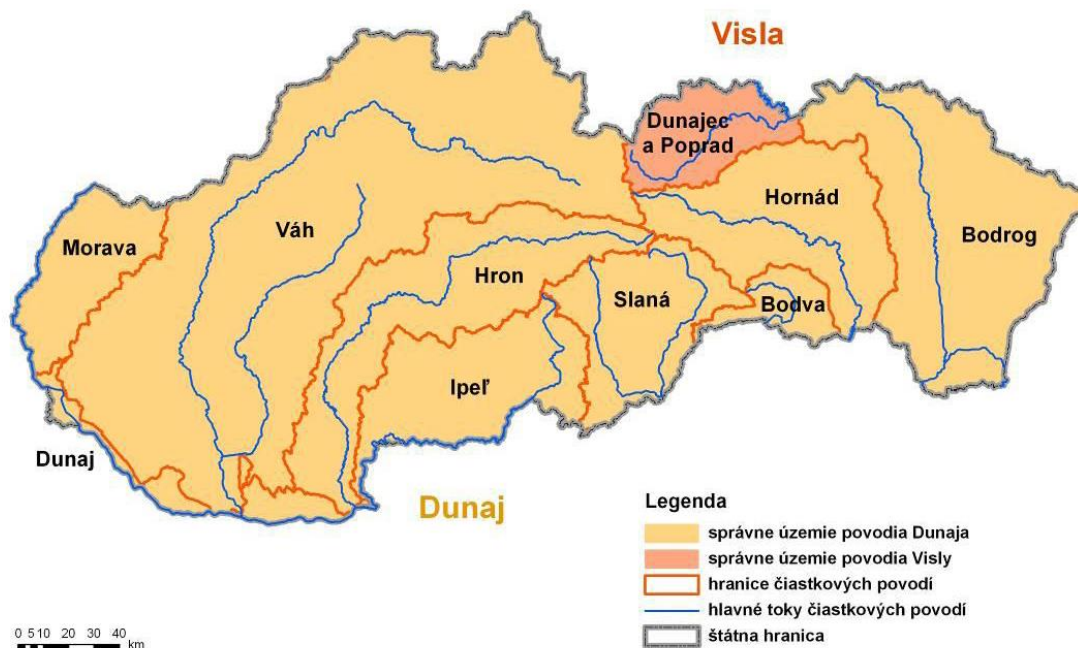 Visla
Dunajec
a Poprad
Hornád
Morava
Váh
Bodrog
Hron
Slaná
Bodva
Ipeľ
Dunaj
Dunaj
Legenda
správne územie povodia Dunaja
správne územie povodia Visly
hranice čiastkových povodí
hlavné toky čiastkových povodí
štátna hranica
0 5 10 20 30 40
km